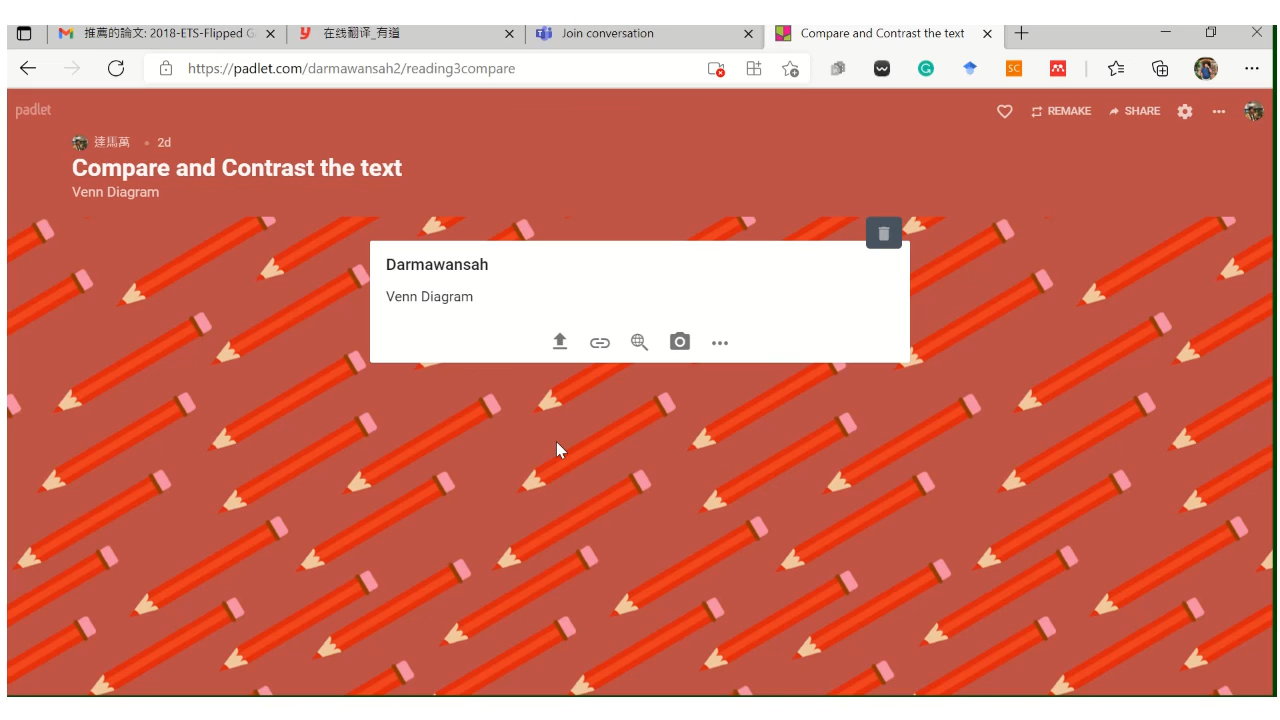 推薦的論文: 2018-ETS-Flipped G
在线翻译_有道
Join conversation
Compare and Contrast the text
https://padlet.com/darmawansah2/reading3compare
SC
padlet
REMAKE
SHARE
達馬萬 • 2d
Compare and Contrast the text
Venn Diagram
Darmawansah
Venn Diagram